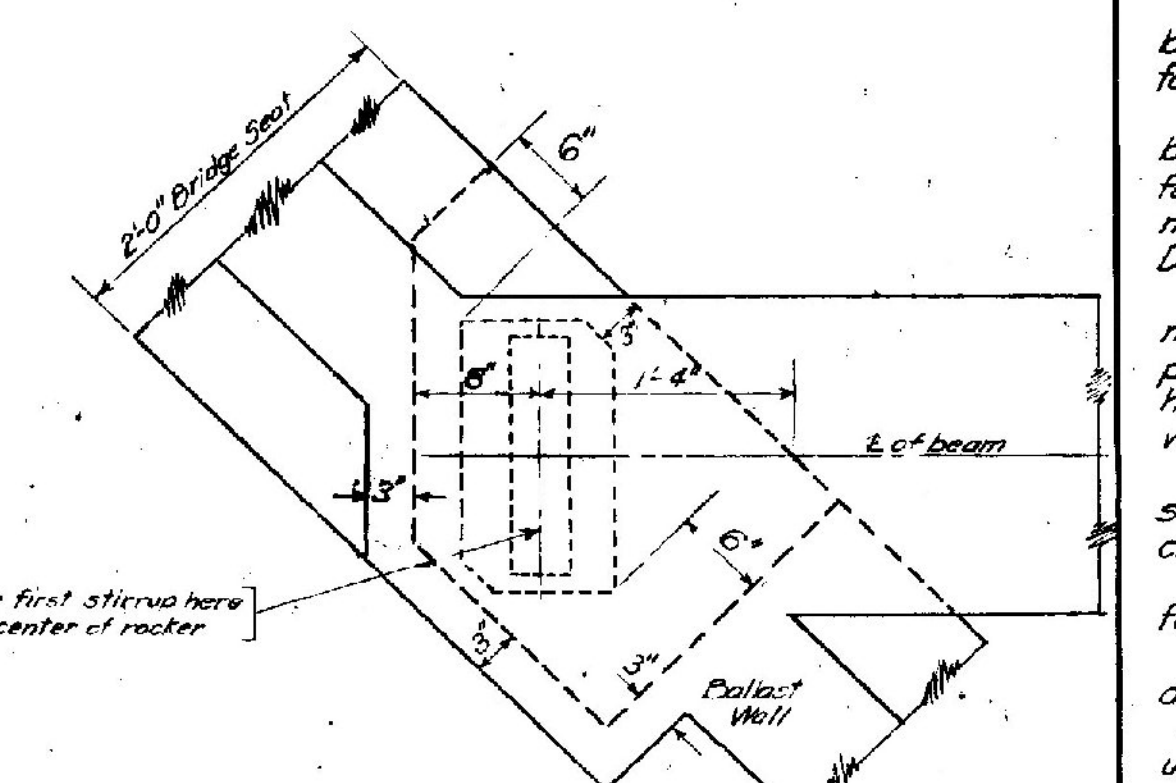 2'-0" Bridge Seat
6"
3"
8"
1'-4"
℄ of beam
3"
6"
first stirrup here
center of rocker
3"
3"
Ballast
Wall